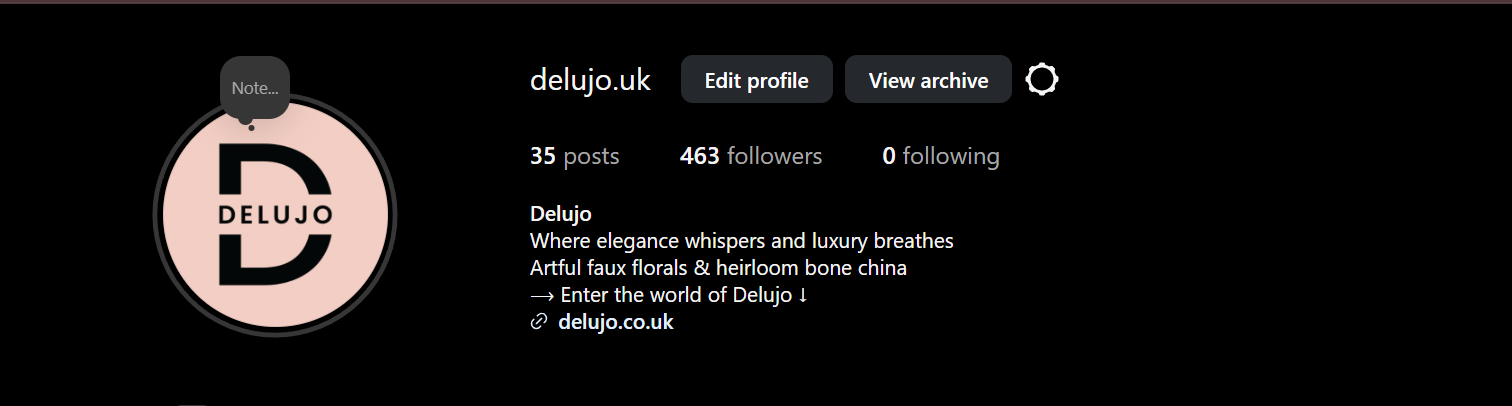 Note...
delujo.uk Edit profile View archive
35 posts 463 followers 0 following
DELUJO
Delujo
Where elegance whispers and luxury breathes
Artful faux florals & heirloom bone china
⟶ Enter the world of Delujo ↓
delujo.co.uk